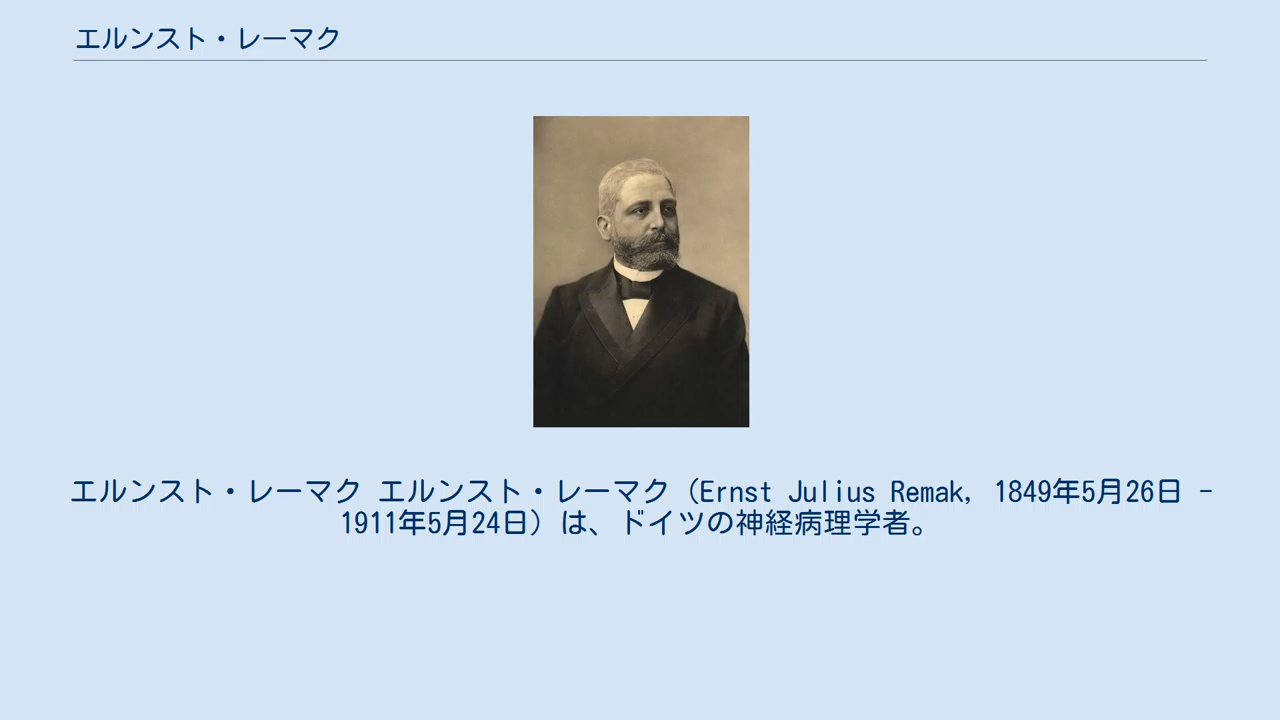 エルンスト・レーマク
エルンスト・レーマク エルンスト・レーマク（Ernst Julius Remak, 1849年5月26日 –
1911年5月24日）は、ドイツの神経病理学者。